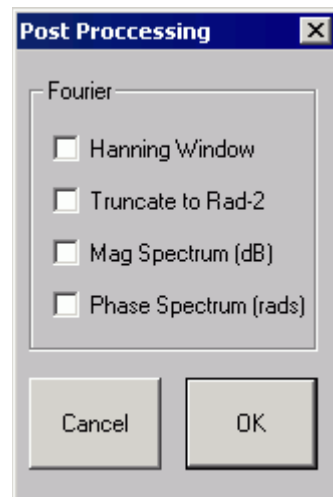 Post Proccessing
Fourier
Hanning Window
Truncate to Rad-2
Mag Spectrum (dB)
Phase Spectrum (rads)
Cancel OK